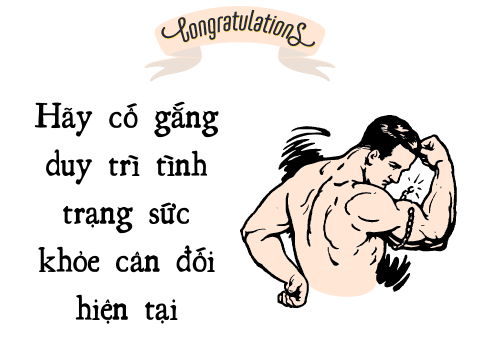 Congratulations
Hãy cố gắng
duy trì tình
trạng sức
khỏe cân đối
hiện tại